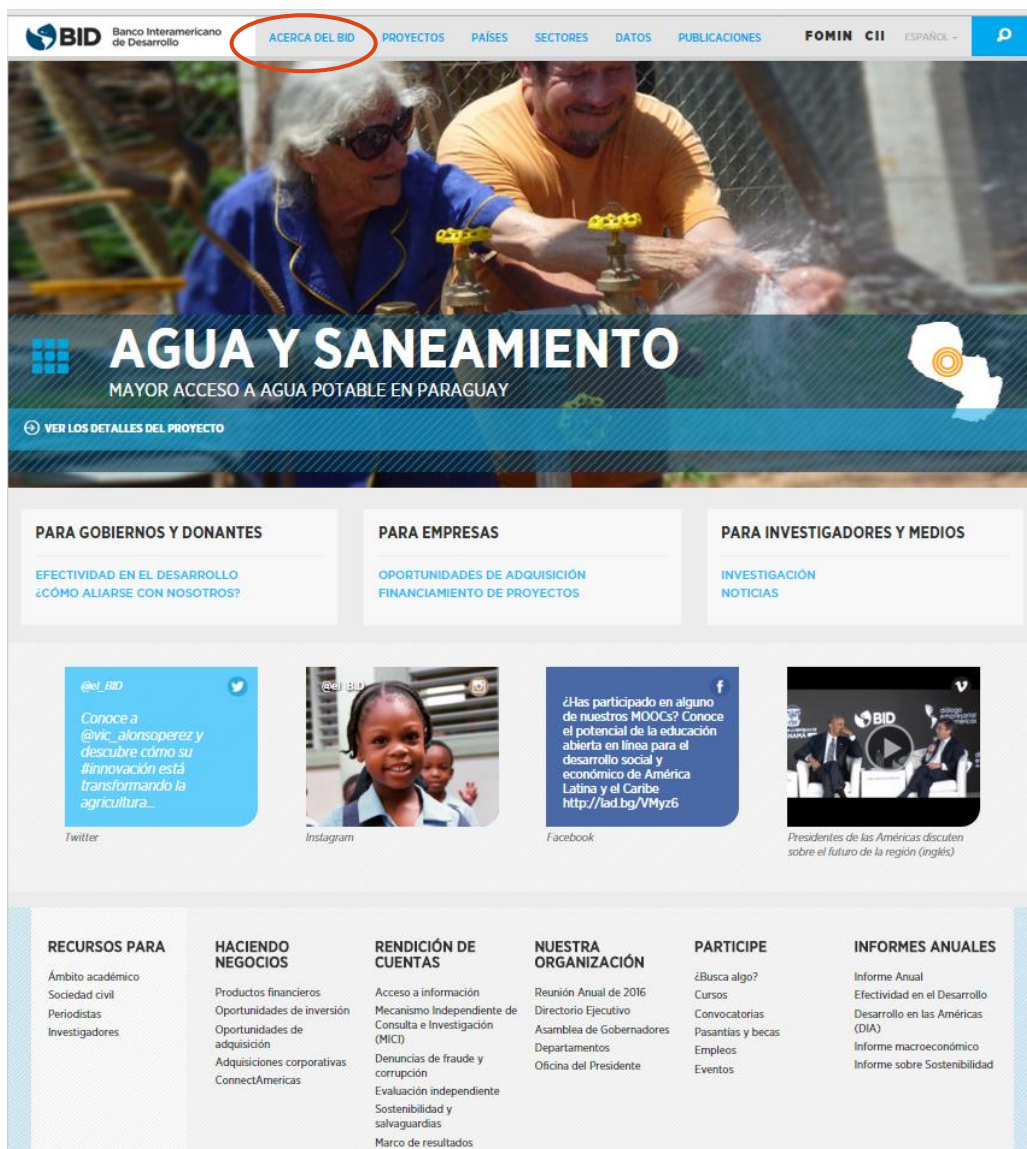 BID
Banco Interamericano
de Desarrollo
ACERCA DEL BID
PROYECTOS
PAÍSES
SECTORES
DATOS
PUBLICACIONES
FOMIN
CII
ESPAÑOL
AGUA Y SANEAMIENTO
MAYOR ACCESO A AGUA POTABLE EN PARAGUAY
VER LOS DETALLES DEL PROYECTO
PARA GOBIERNOS Y DONANTES
EFECTIVIDAD EN EL DESARROLLO
¿CÓMO ALIARSE CON NOSOTROS?
PARA EMPRESAS
OPORTUNIDADES DE ADQUISICIÓN
FINANCIAMIENTO DE PROYECTOS
PARA INVESTIGADORES Y MEDIOS
INVESTIGACIÓN
NOTICIAS
@el_BID
Conoce a
@vic_alonsoperez y
descubre cómo su
#innovación está
transformando la
agricultura...
Twitter
@el_BID
Instagram
¿Has participado en alguno
de nuestros MOOCs? Conoce
el potencial de la educación
abierta en línea para el
desarrollo social y
económico de América
Latina y el Caribe
http://iad.bg/VMyz6
Facebook
BID
Presidentes de las Américas discuten
sobre el futuro de la región (inglés)
RECURSOS PARA
Ámbito académico
Sociedad civil
Periodistas
Investigadores
HACIENDO
NEGOCIOS
Productos financieros
Oportunidades de inversión
Oportunidades de
adquisición
Adquisiciones corporativas
ConnectAmericas
RENDICIÓN DE
CUENTAS
Acceso a información
Mecanismo Independiente de
Consulta e Investigación
(MICI)
Denuncias de fraude y
corrupción
Evaluación independiente
Sostenibilidad y
salvaguardias
Marco de resultados
NUESTRA
ORGANIZACIÓN
Reunión Anual de 2016
Directorio Ejecutivo
Asamblea de Gobernadores
Departamentos
Oficina del Presidente
PARTICIPE
¿Busca algo?
Cursos
Convocatorias
Pasantías y becas
Empleos
Eventos
INFORMES ANUALES
Informe Anual
Efectividad en el Desarrollo
Desarrollo en las Américas
(DIA)
Informe macroeconómico
Informe sobre Sostenibilidad